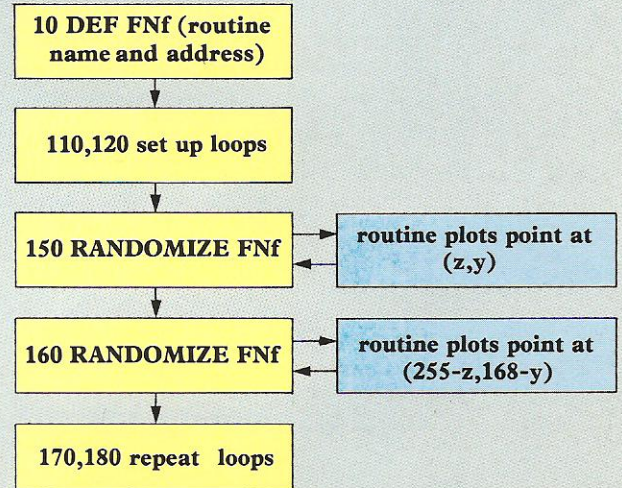 10 DEF FNf (routine
name and address)
110,120 set up loops
150 RANDOMIZE FNf
routine plots point at
(z,y)
160 RANDOMIZE FNf
routine plots point at
(255-z,168-y)
170,180 repeat loops